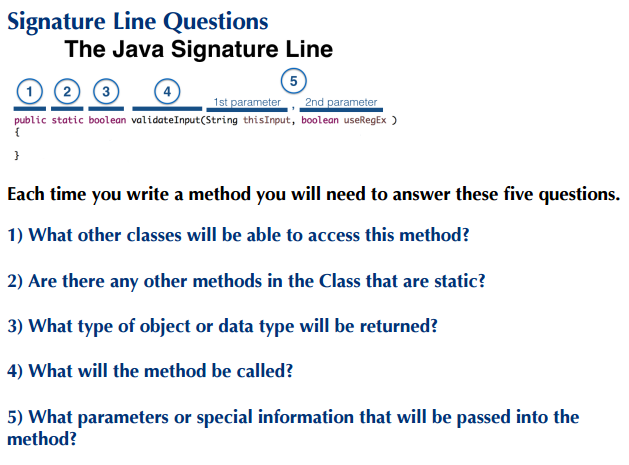 Signature Line Questions
The Java Signature Line
1 2 3 4 5
1st parameter , 2nd parameter
public static boolean validateInput(String thisInput, boolean useRegEx )
{
}
Each time you write a method you will need to answer these five questions.
1) What other classes will be able to access this method?
2) Are there any other methods in the Class that are static?
3) What type of object or data type will be returned?
4) What will the method be called?
5) What parameters or special information that will be passed into the
method?